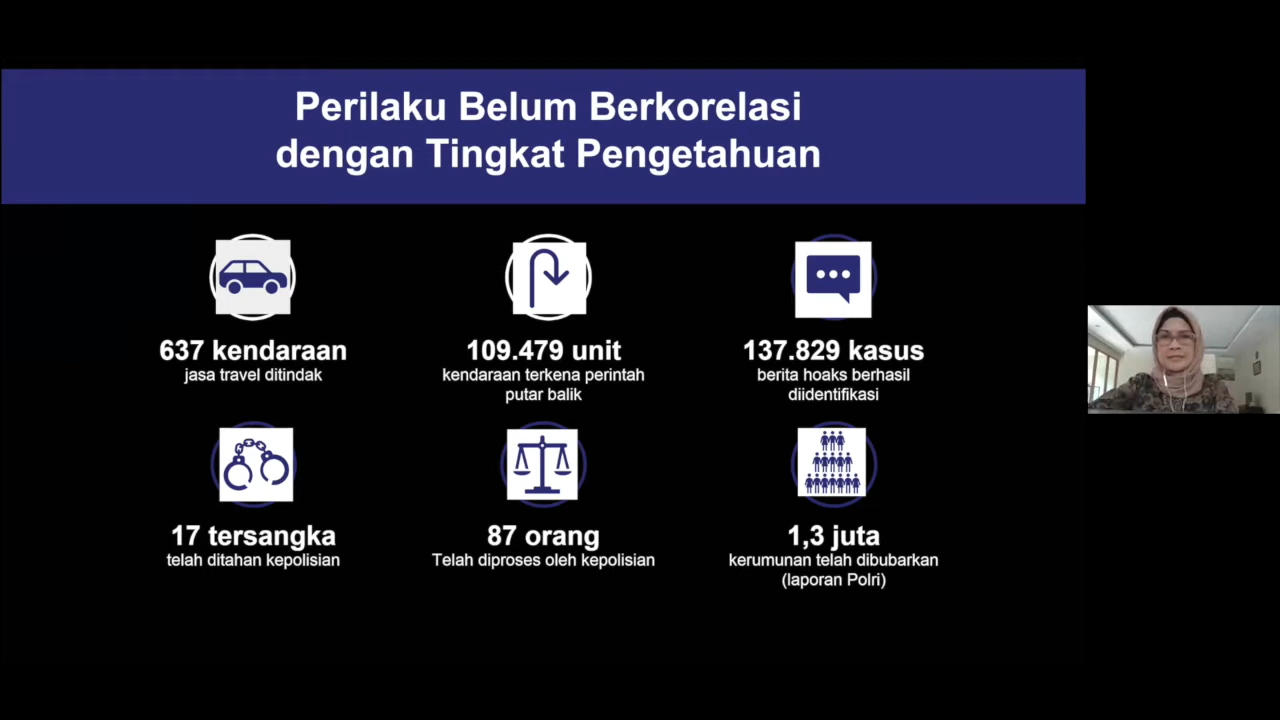 Perilaku Belum Berkorelasi
dengan Tingkat Pengetahuan
637 kendaraan
jasa travel ditindak
109.479 unit
kendaraan terkena perintah
putar balik
137.829 kasus
berita hoaks berhasil
diidentifikasi
17 tersangka
telah ditahan kepolisian
87 orang
Telah diproses oleh kepolisian
1,3 juta
kerumunan telah dibubarkan
(laporan Polri)